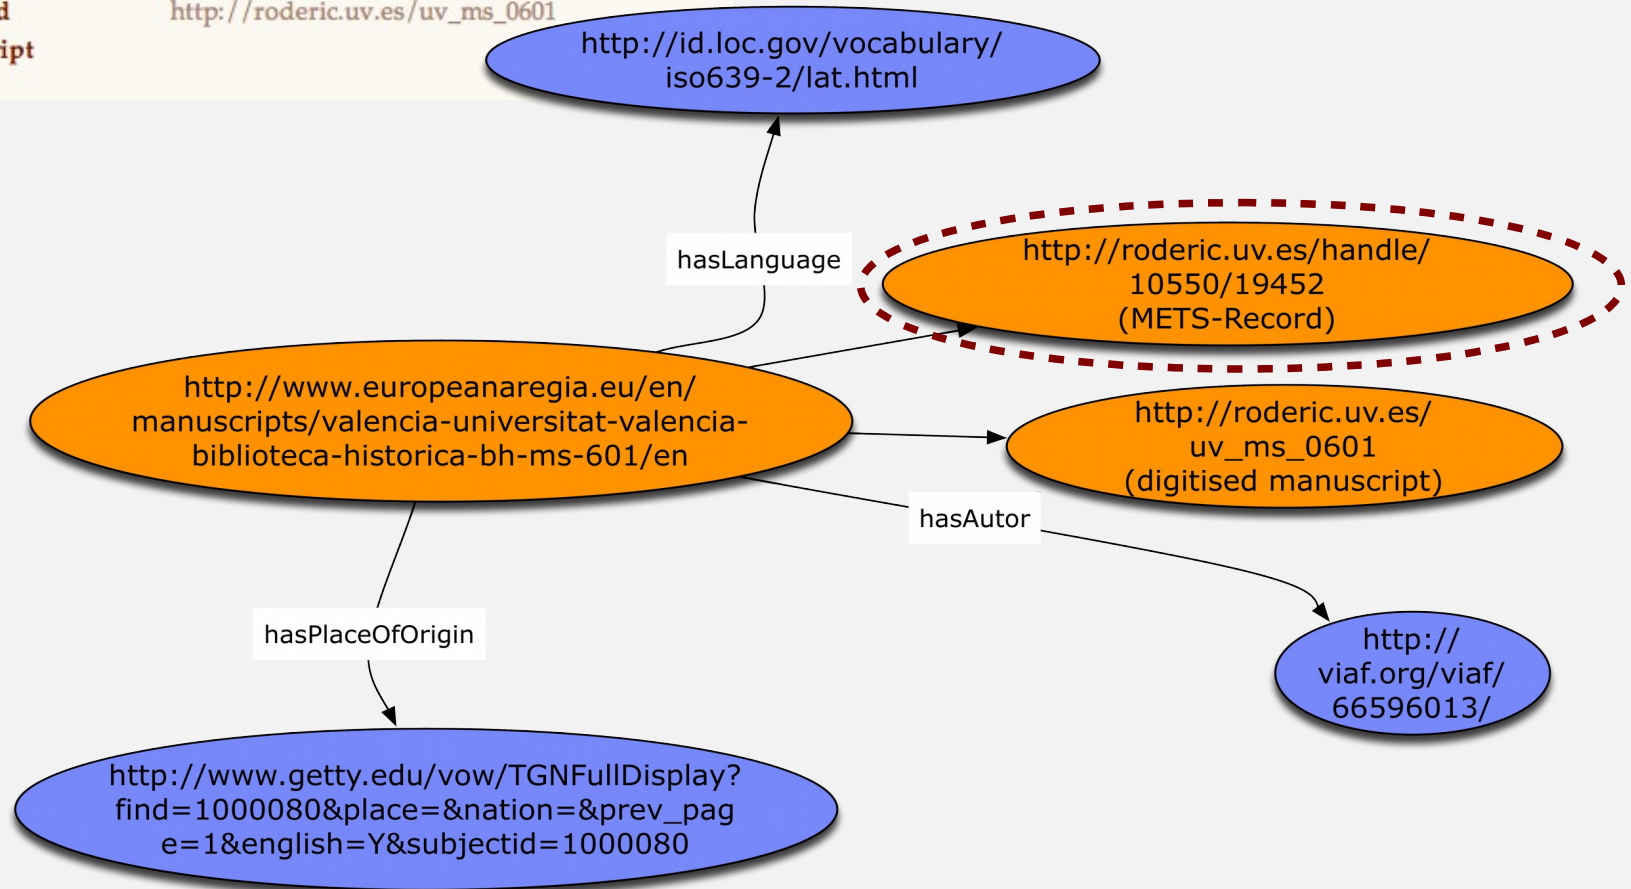 d http://roderic.uv.es/uv_ms_0601
ipt
http://id.loc.gov/vocabulary/
iso639-2/lat.html
hasLanguage
http://roderic.uv.es/handle/
10550/19452
(METS-Record)
http://www.europeanaregia.eu/en/
manuscripts/valencia-universitat-valencia-
biblioteca-historica-bh-ms-601/en
http://roderic.uv.es/
uv_ms_0601
(digitised manuscript)
hasAutor
hasPlaceOfOrigin
http://
viaf.org/viaf/
66596013/
http://www.getty.edu/vow/TGNFullDisplay?
find=1000080&place=&nation=&prev_pag
e=1&english=Y&subjectid=1000080